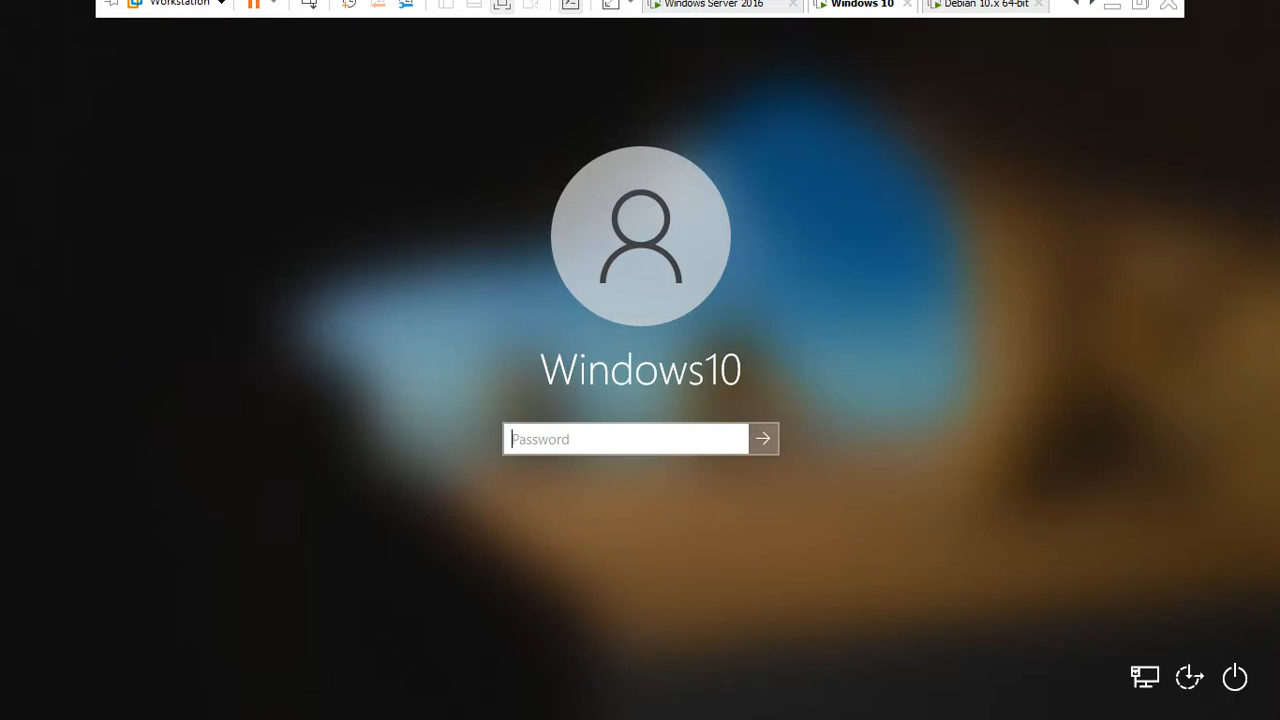 Workstation
Windows Server 2016
Windows 10
Debian 10.x 64-bit
Windows10
Password